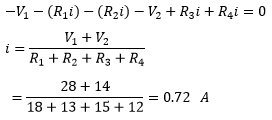 −V₁ − (R₁i) − (R₂i) − V₂ + R₃i + R₄i = 0
i = (V₁ + V₂) / (R₁ + R₂ + R₃ + R₄)
= (28 + 14) / (18 + 13 + 15 + 12) = 0.72 A